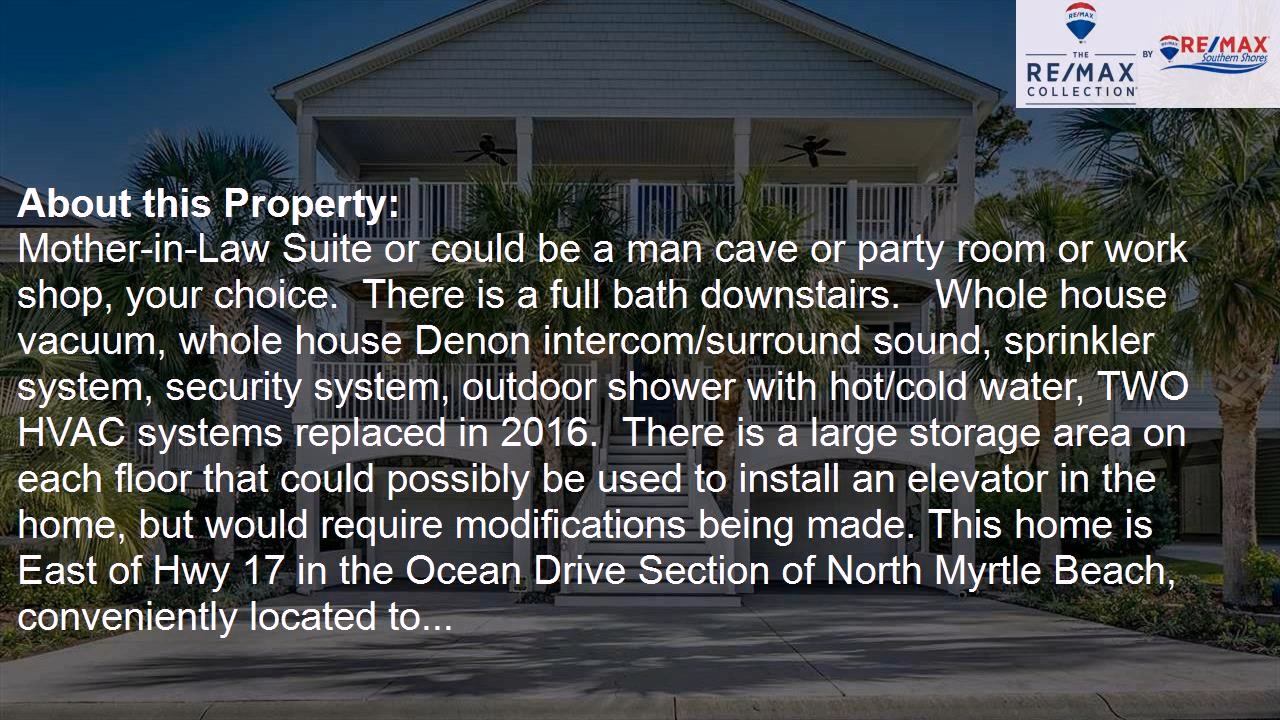 RE/MAX
THE
RE/MAX
COLLECTION
BY
RE/MAX
Southern Shores
About this Property:
Mother-in-Law Suite or could be a man cave or party room or work
shop, your choice.  There is a full bath downstairs.   Whole house
vacuum, whole house Denon intercom/surround sound, sprinkler
system, security system, outdoor shower with hot/cold water, TWO
HVAC systems replaced in 2016.  There is a large storage area on
each floor that could possibly be used to install an elevator in the
home, but would require modifications being made. This home is
East of Hwy 17 in the Ocean Drive Section of North Myrtle Beach,
conveniently located to...